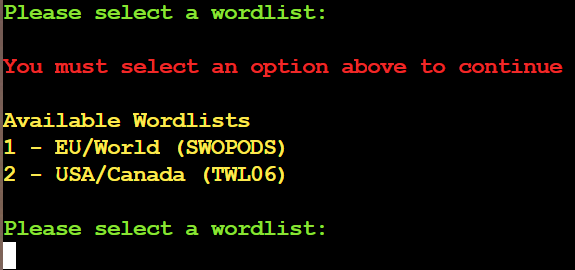 Please select a wordlist:
You must select an option above to continue
Available Wordlists
1 - EU/World (SWOPODS)
2 - USA/Canada (TWL06)
Please select a wordlist: